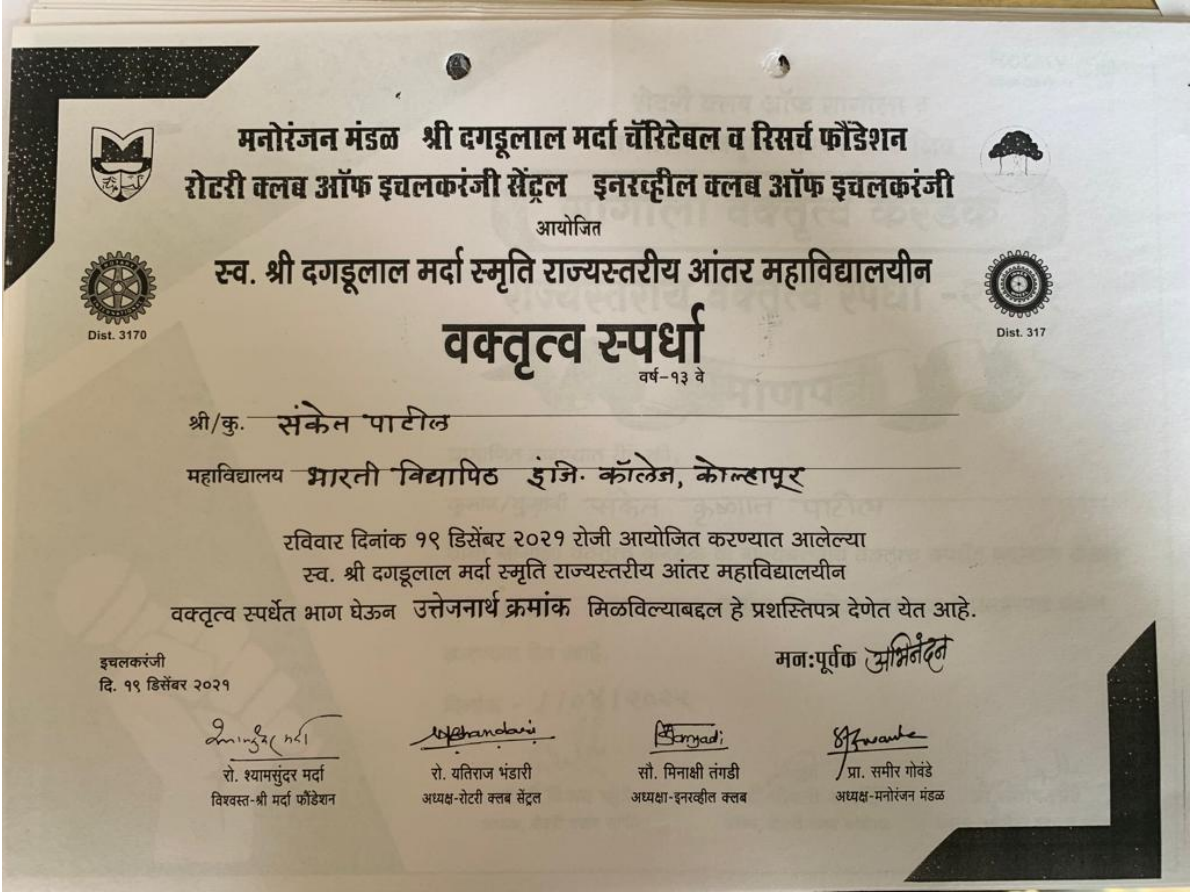 मनोरंजन मंडळ श्री दगडूलाल मर्दा चॅरिटेबल व रिसर्च फौंडेशन
रोटरी क्लब ऑफ इचलकरंजी सेंट्रल इनरव्हील क्लब ऑफ इचलकरंजी
आयोजित
स्व. श्री दगडूलाल मर्दा स्मृति राज्यस्तरीय आंतर महाविद्यालयीन
Dist. 3170
Dist. 317
वक्तृत्व स्पर्धा
वर्ष-१३ वे
श्री/कु. संकेत पाटील
महाविद्यालय भारती विद्यापिठ इंजि. कॉलेज, कोल्हापूर
रविवार दिनांक १९ डिसेंबर २०२१ रोजी आयोजित करण्यात आलेल्या
स्व. श्री दगडूलाल मर्दा स्मृति राज्यस्तरीय आंतर महाविद्यालयीन
वक्तृत्व स्पर्धेत भाग घेऊन उत्तेजनार्थ क्रमांक मिळविल्याबद्दल हे प्रशस्तिपत्र देणेत येत आहे.
मन:पूर्वक अभिनंदन
इचलकरंजी
दि. १९ डिसेंबर २०२१
रो. श्यामसुंदर मर्दा
विश्वस्त-श्री मर्दा फौंडेशन
रो. यतिराज भंडारी
अध्यक्ष-रोटरी क्लब सेंट्रल
सौ. मिनाक्षी तंगडी
अध्यक्षा-इनरव्हील क्लब
प्रा. समीर गोवंडे
अध्यक्ष-मनोरंजन मंडळ